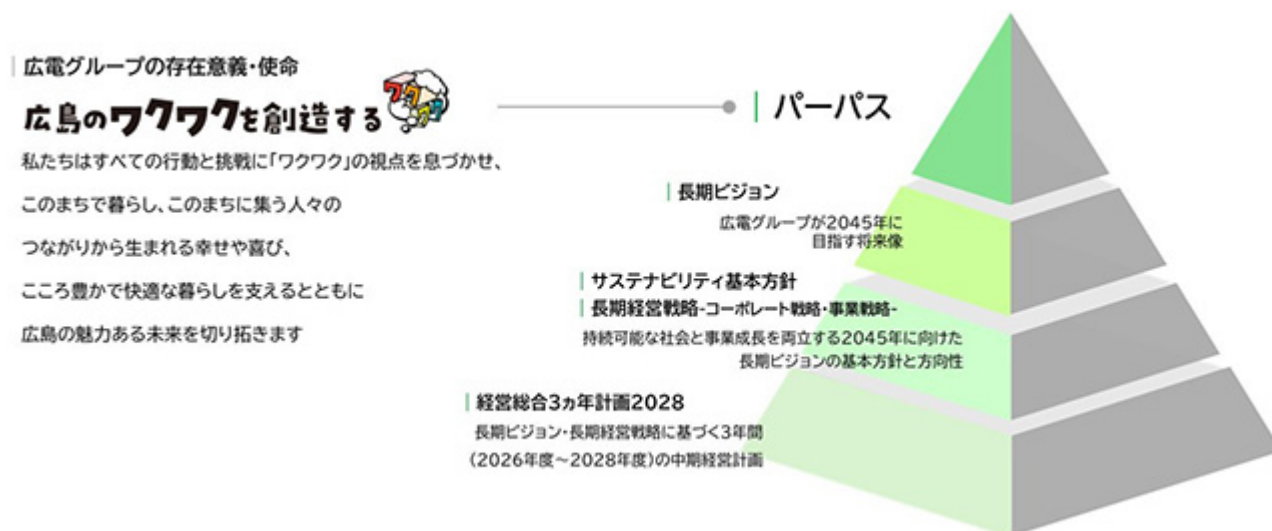 広電グループの存在意義・使命
広島のワクワクを創造する
ワクワク
私たちはすべての行動と挑戦に「ワクワク」の視点を息づかせ、
このまちで暮らし、このまちに集う人々の
つながりから生まれる幸せや喜び、
こころ豊かで快適な暮らしを支えるとともに
広島の魅力ある未来を切り拓きます
パーパス
長期ビジョン
広電グループが2045年に
目指す将来像
サステナビリティ基本方針
長期経営戦略-コーポレート戦略・事業戦略-
持続可能な社会と事業成長を両立する2045年に向けた
長期ビジョンの基本方針と方向性
経営総合3ヵ年計画2028
長期ビジョン・長期経営戦略に基づく3年間
(2026年度～2028年度)の中期経営計画